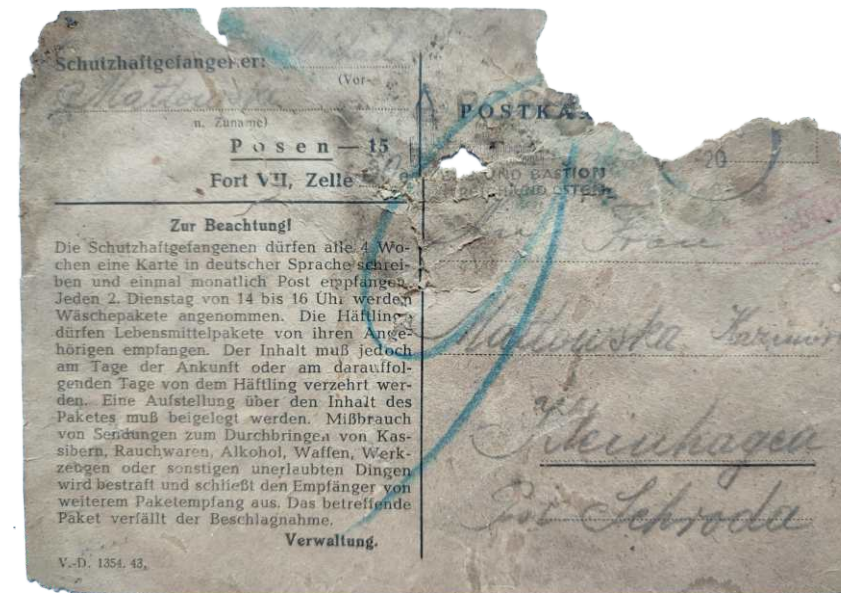 Schutzhaftgefangener:
(Vor-
Matłowska
u. Zuname)
Posen — 15
Fort VII, Zelle
Zur Beachtung!
Die Schutzhaftgefangenen dürfen alle 4 Wo-
chen eine Karte in deutscher Sprache schrei-
ben und einmal monatlich Post empfangen.
Jeden 2. Dienstag von 14 bis 16 Uhr werden
Wäschepakete angenommen. Die Häftlinge
dürfen Lebensmittelpakete von ihren Ange-
hörigen empfangen. Der Inhalt muß jedoch
am Tage der Ankunft oder am darauffol-
genden Tage von dem Häftling verzehrt wer-
den. Eine Aufstellung über den Inhalt des
Paketes muß beigelegt werden. Mißbrauch
von Sendungen zum Durchbringen von Kas-
sibern, Rauchwaren, Alkohol, Waffen, Werk-
zeugen oder sonstigen unerlaubten Dingen
wird bestraft und schließt den Empfänger von
weiterem Paketempfang aus. Das betreffende
Paket verfällt der Beschlagnahme.
Verwaltung.
V.-D. 1354. 43,
POSTKA
20
UND BASTION
An Frau
Matłowska
Kleinhagen
Post Schroda